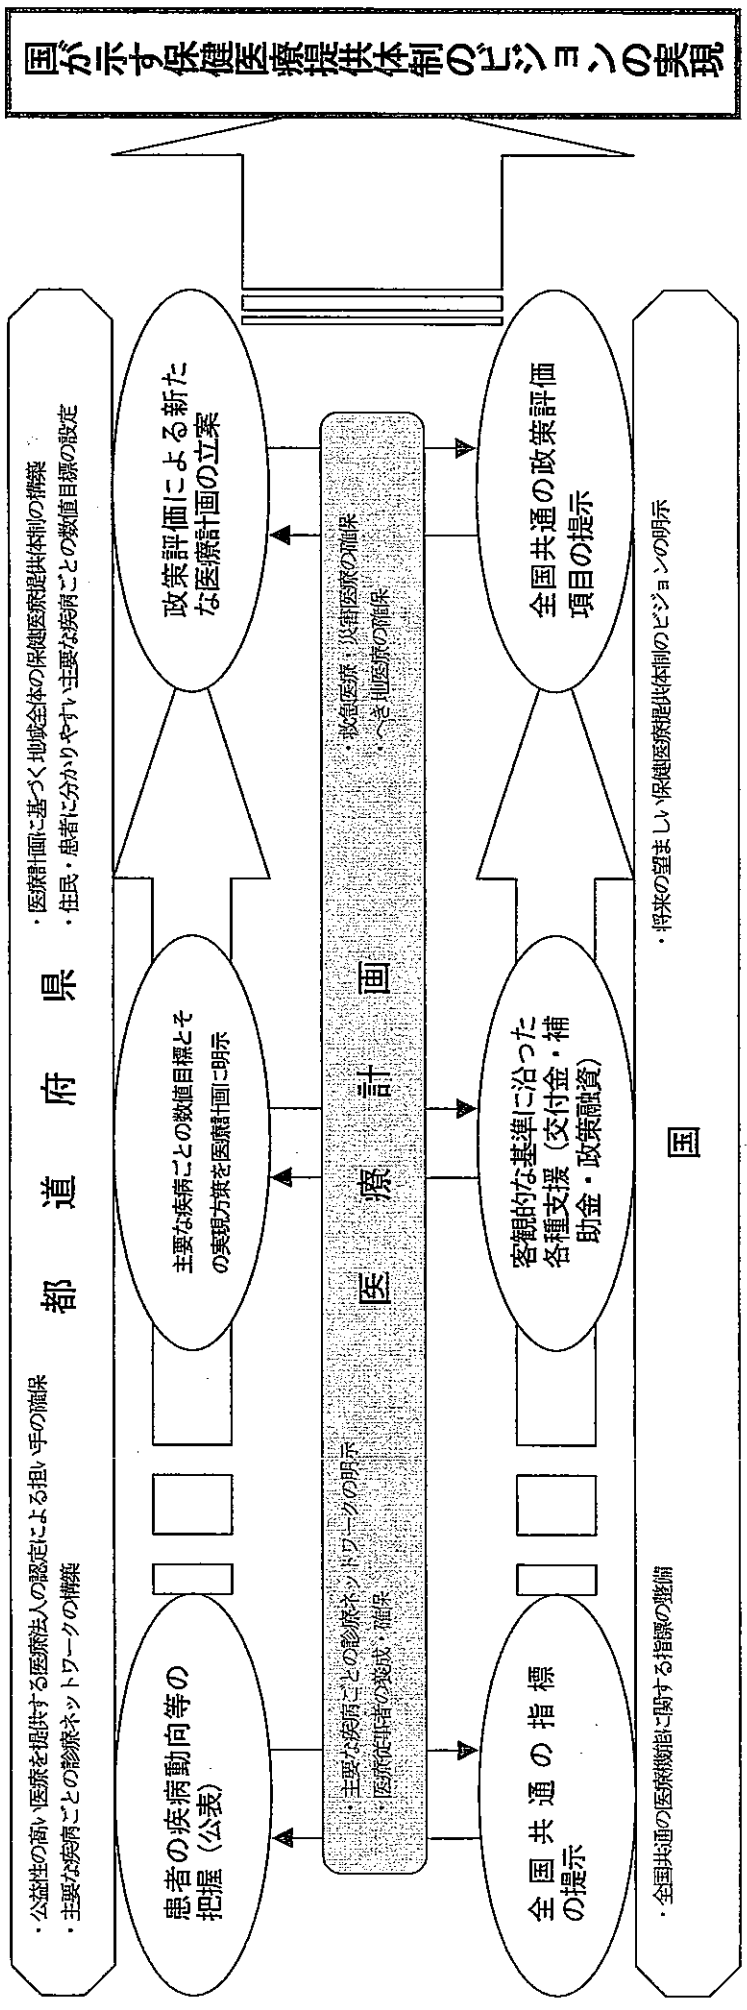 国が示す保健医療提供体制のビジョンの実現
都道府県
・公益性の高い医療を提供する医療法人の認定による担い手の確保
・主要な疾病ごとの診療ネットワークの構築
・医療計画に基づく地域全体の保健医療提供体制の構築
・住民・患者に分かりやすい主要な疾病ごとの数値目標の設定
患者の疾病動向等の
把握（公表）
主要な疾病ごとの数値目標とそ
の実現方策を医療計画に明示
政策評価による新た
な医療計画の立案
・主要な疾病ごとの診療ネットワークの明示
・医療従事者の養成・確保
医療計画
・救急医療・災害医療の確保
・へき地医療の確保
全国共通の指標
の提示
客観的な基準に沿った
各種支援（交付金・補
助金・政策融資）
全国共通の政策評価
項目の提示
・全国共通の医療機能に関する指標の整備
国
・将来の望ましい保健医療提供体制のビジョンの明示